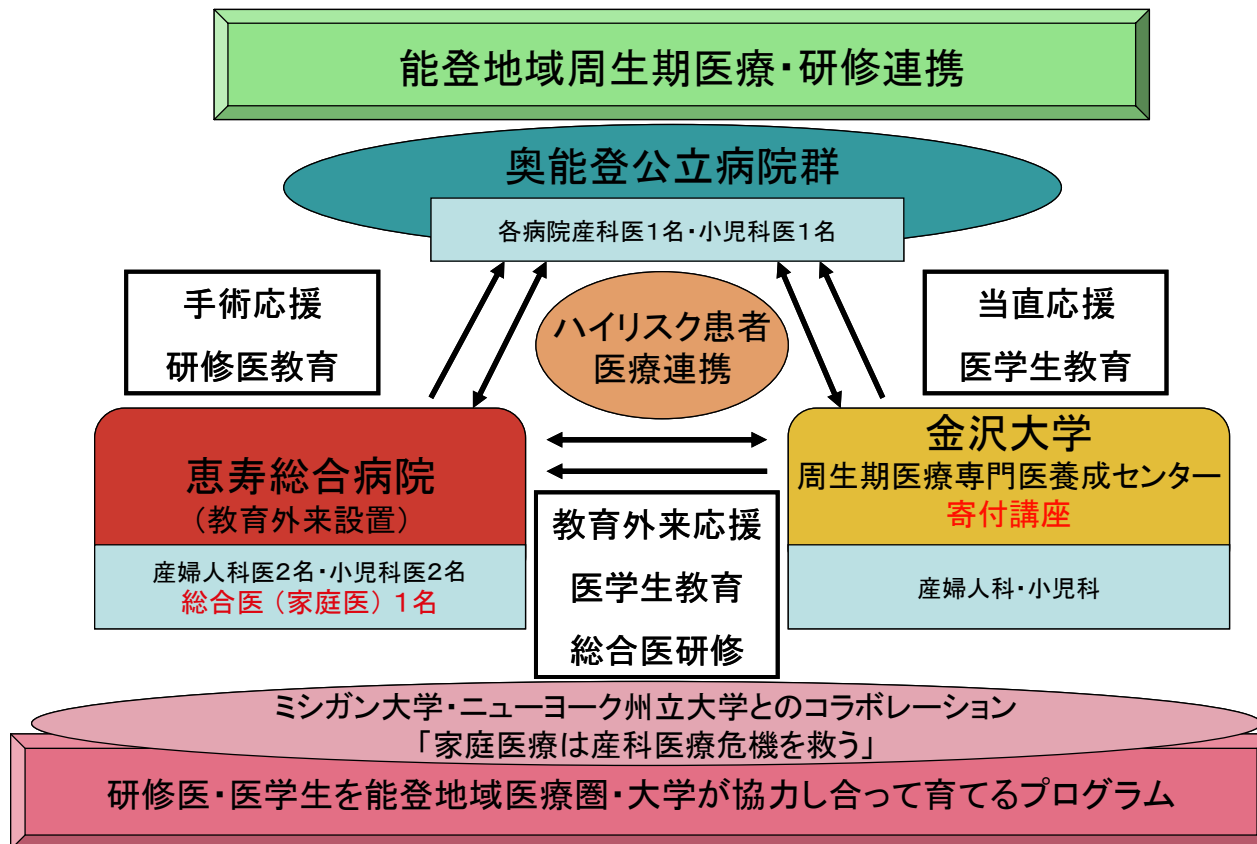 能登地域周生期医療・研修連携
奥能登公立病院群
各病院産科医1名・小児科医1名
手術応援
研修医教育
ハイリスク患者
医療連携
当直応援
医学生教育
恵寿総合病院
（教育外来設置）
産婦人科医2名・小児科医2名
総合医（家庭医）1名
教育外来応援
医学生教育
総合医研修
金沢大学
周生期医療専門医養成センター
寄付講座
産婦人科・小児科
ミシガン大学・ニューヨーク州立大学とのコラボレーション
「家庭医療は産科医療危機を救う」
研修医・医学生を能登地域医療圏・大学が協力し合って育てるプログラム